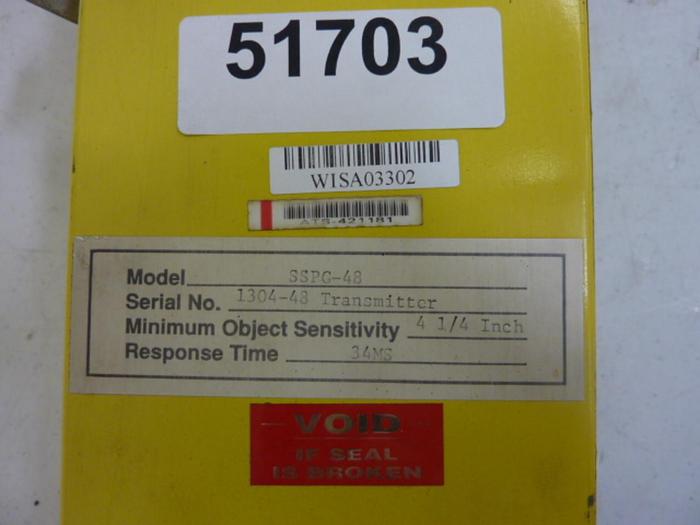 51703
WISA03302
ATS-421181
Model SSPG-48
Serial No. 1304-48 Transmitter
Minimum Object Sensitivity 4 1/4 Inch
Response Time 34MS
VOID
IF SEAL
IS BROKEN